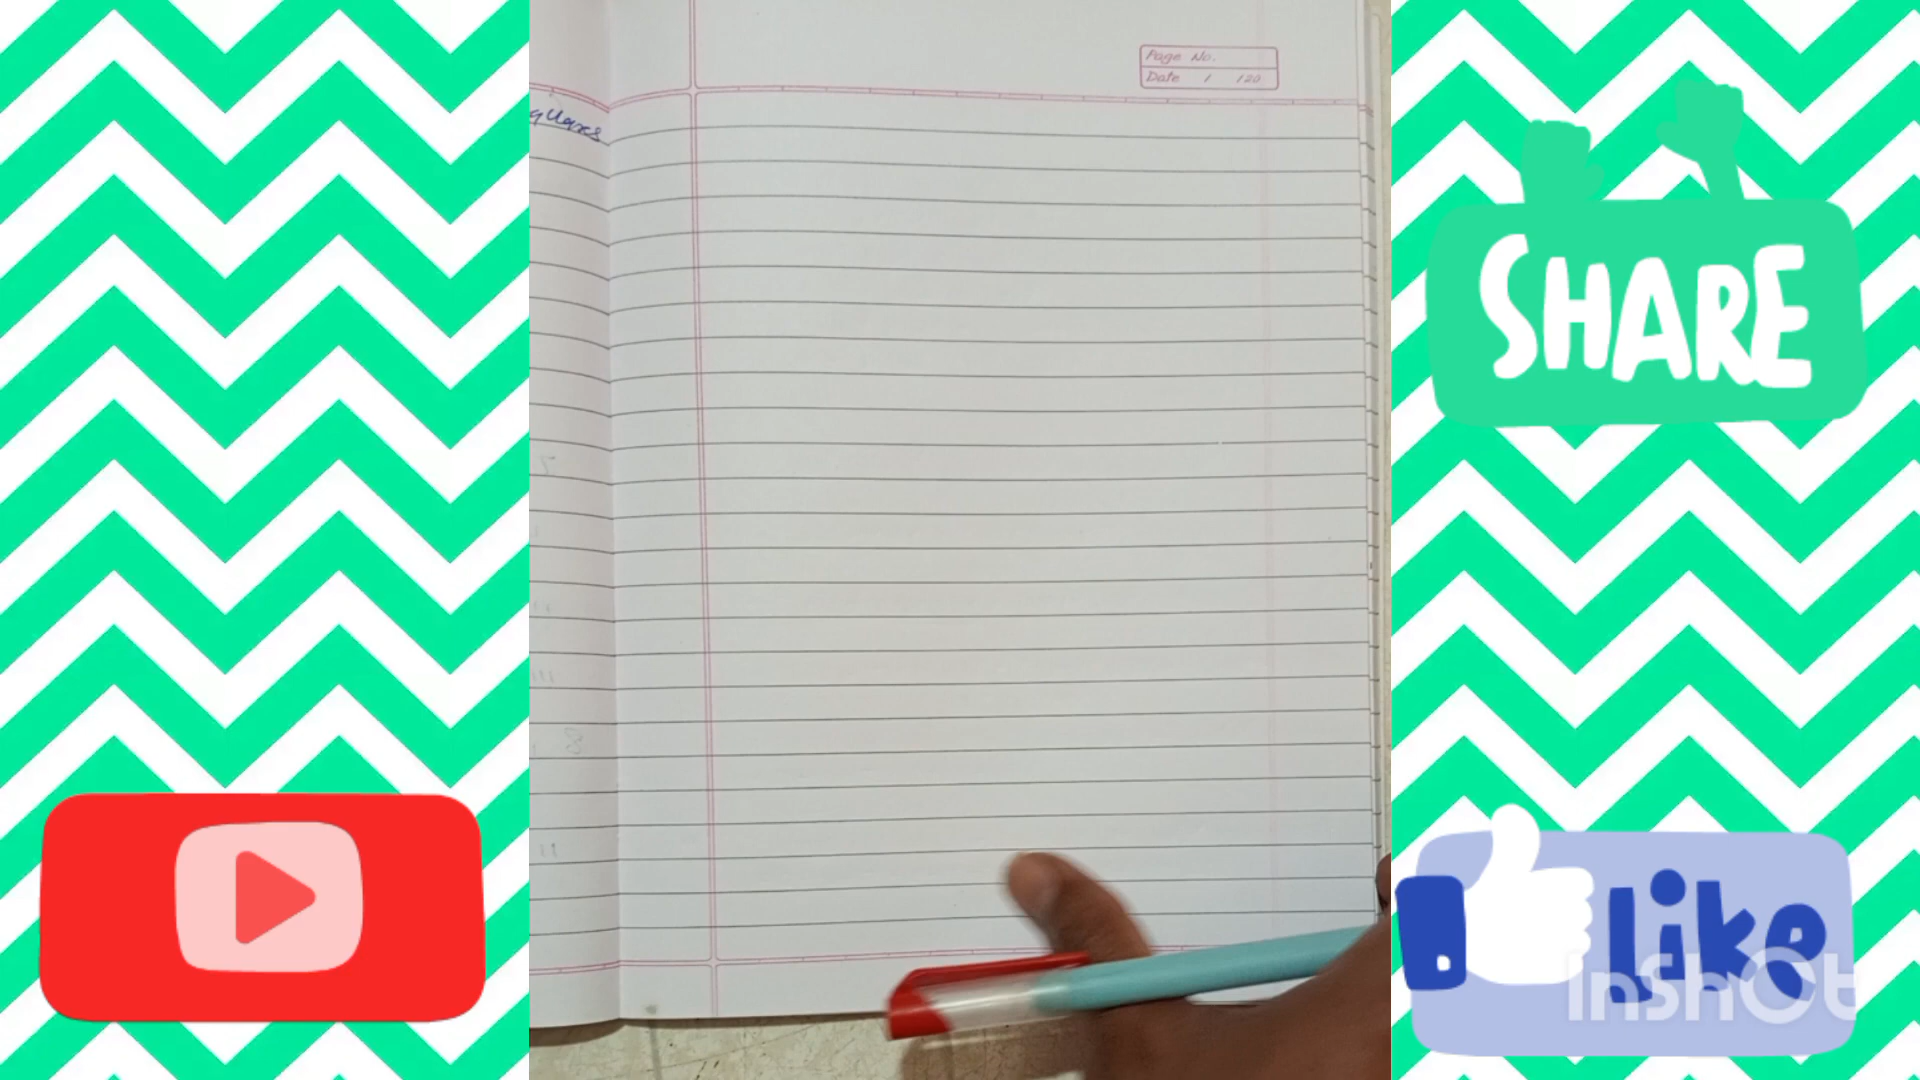 Page No.
Date / /20
SHARE
Like
InShOt